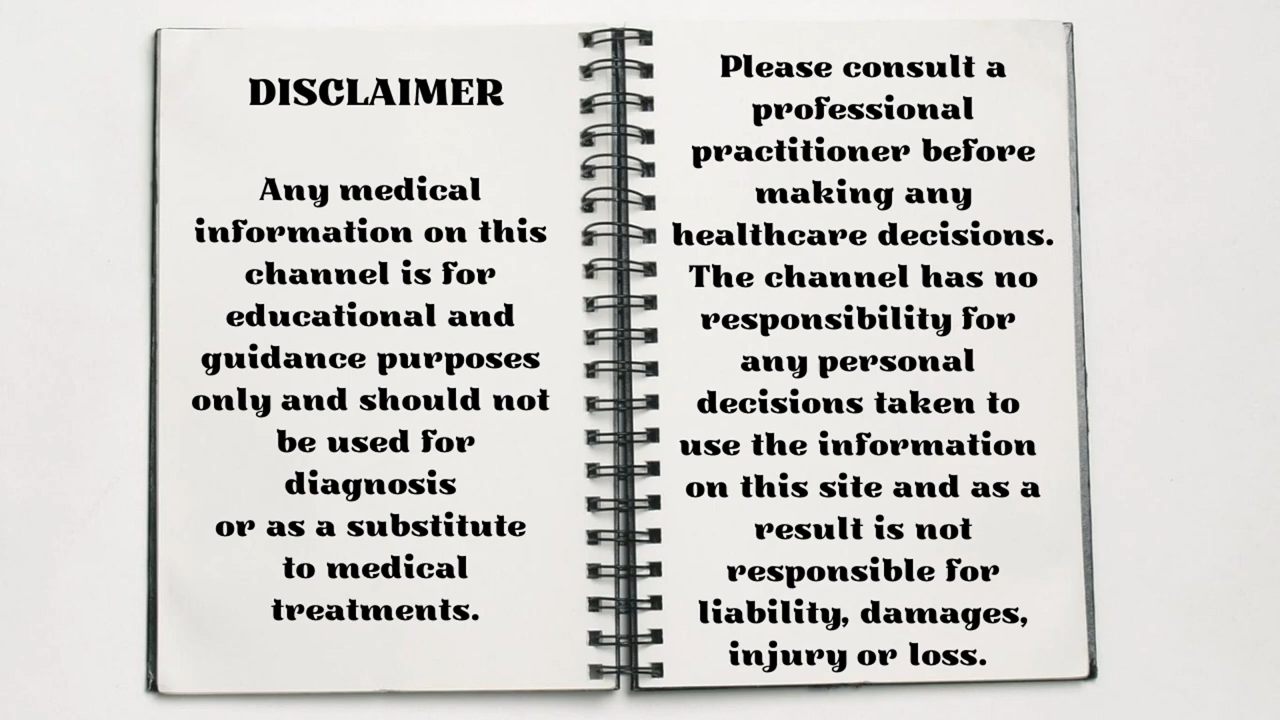 DISCLAIMER
Any medical
information on this
channel is for
educational and
guidance purposes
only and should not
be used for
diagnosis
or as a substitute
to medical
treatments.
Please consult a
professional
practitioner before
making any
healthcare decisions.
The channel has no
responsibility for
any personal
decisions taken to
use the information
on this site and as a
result is not
responsible for
liability, damages,
injury or loss.